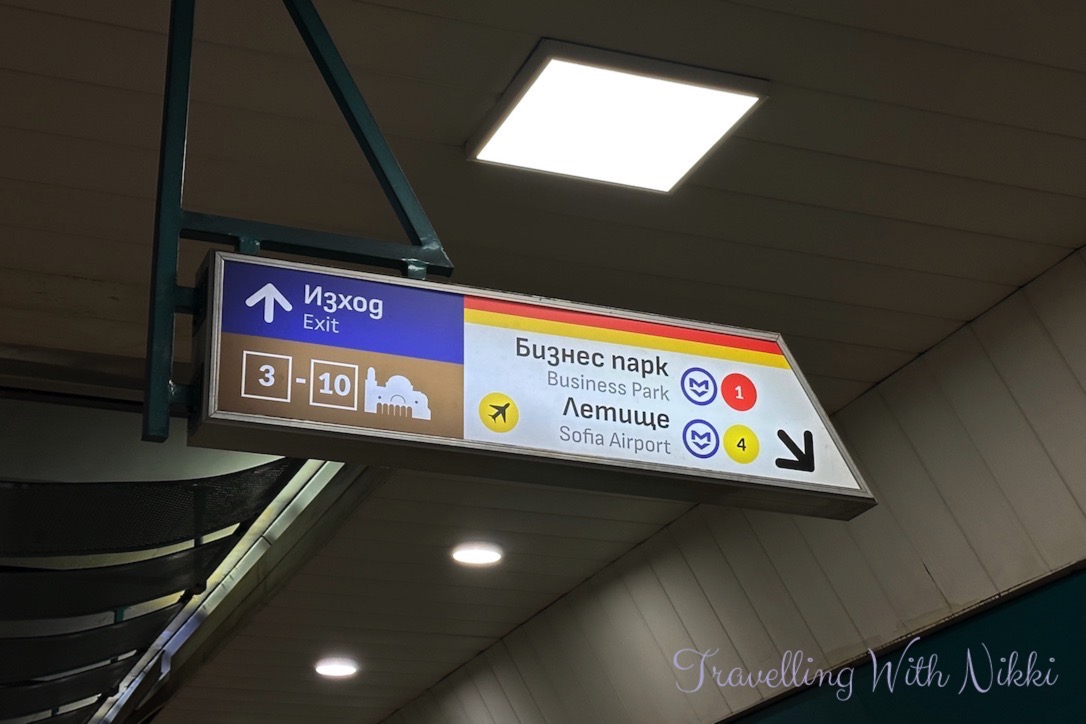 Изход
Exit
3 - 10
Бизнес парк
Business Park
1
Летище
Sofia Airport
4
Travelling With Nikki